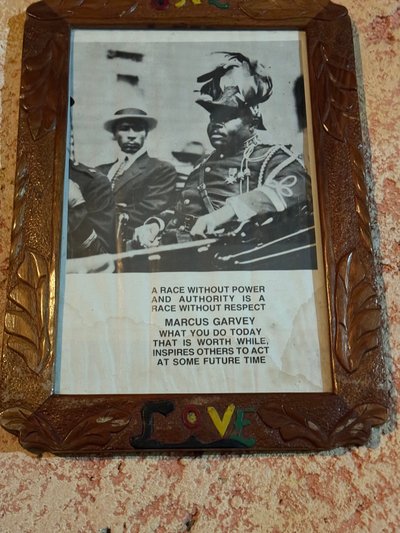 ONE
A RACE WITHOUT POWER
AND AUTHORITY IS A
RACE WITHOUT RESPECT
MARCUS GARVEY
WHAT YOU DO TODAY
THAT IS WORTH WHILE,
INSPIRES OTHERS TO ACT
AT SOME FUTURE TIME
LOVE